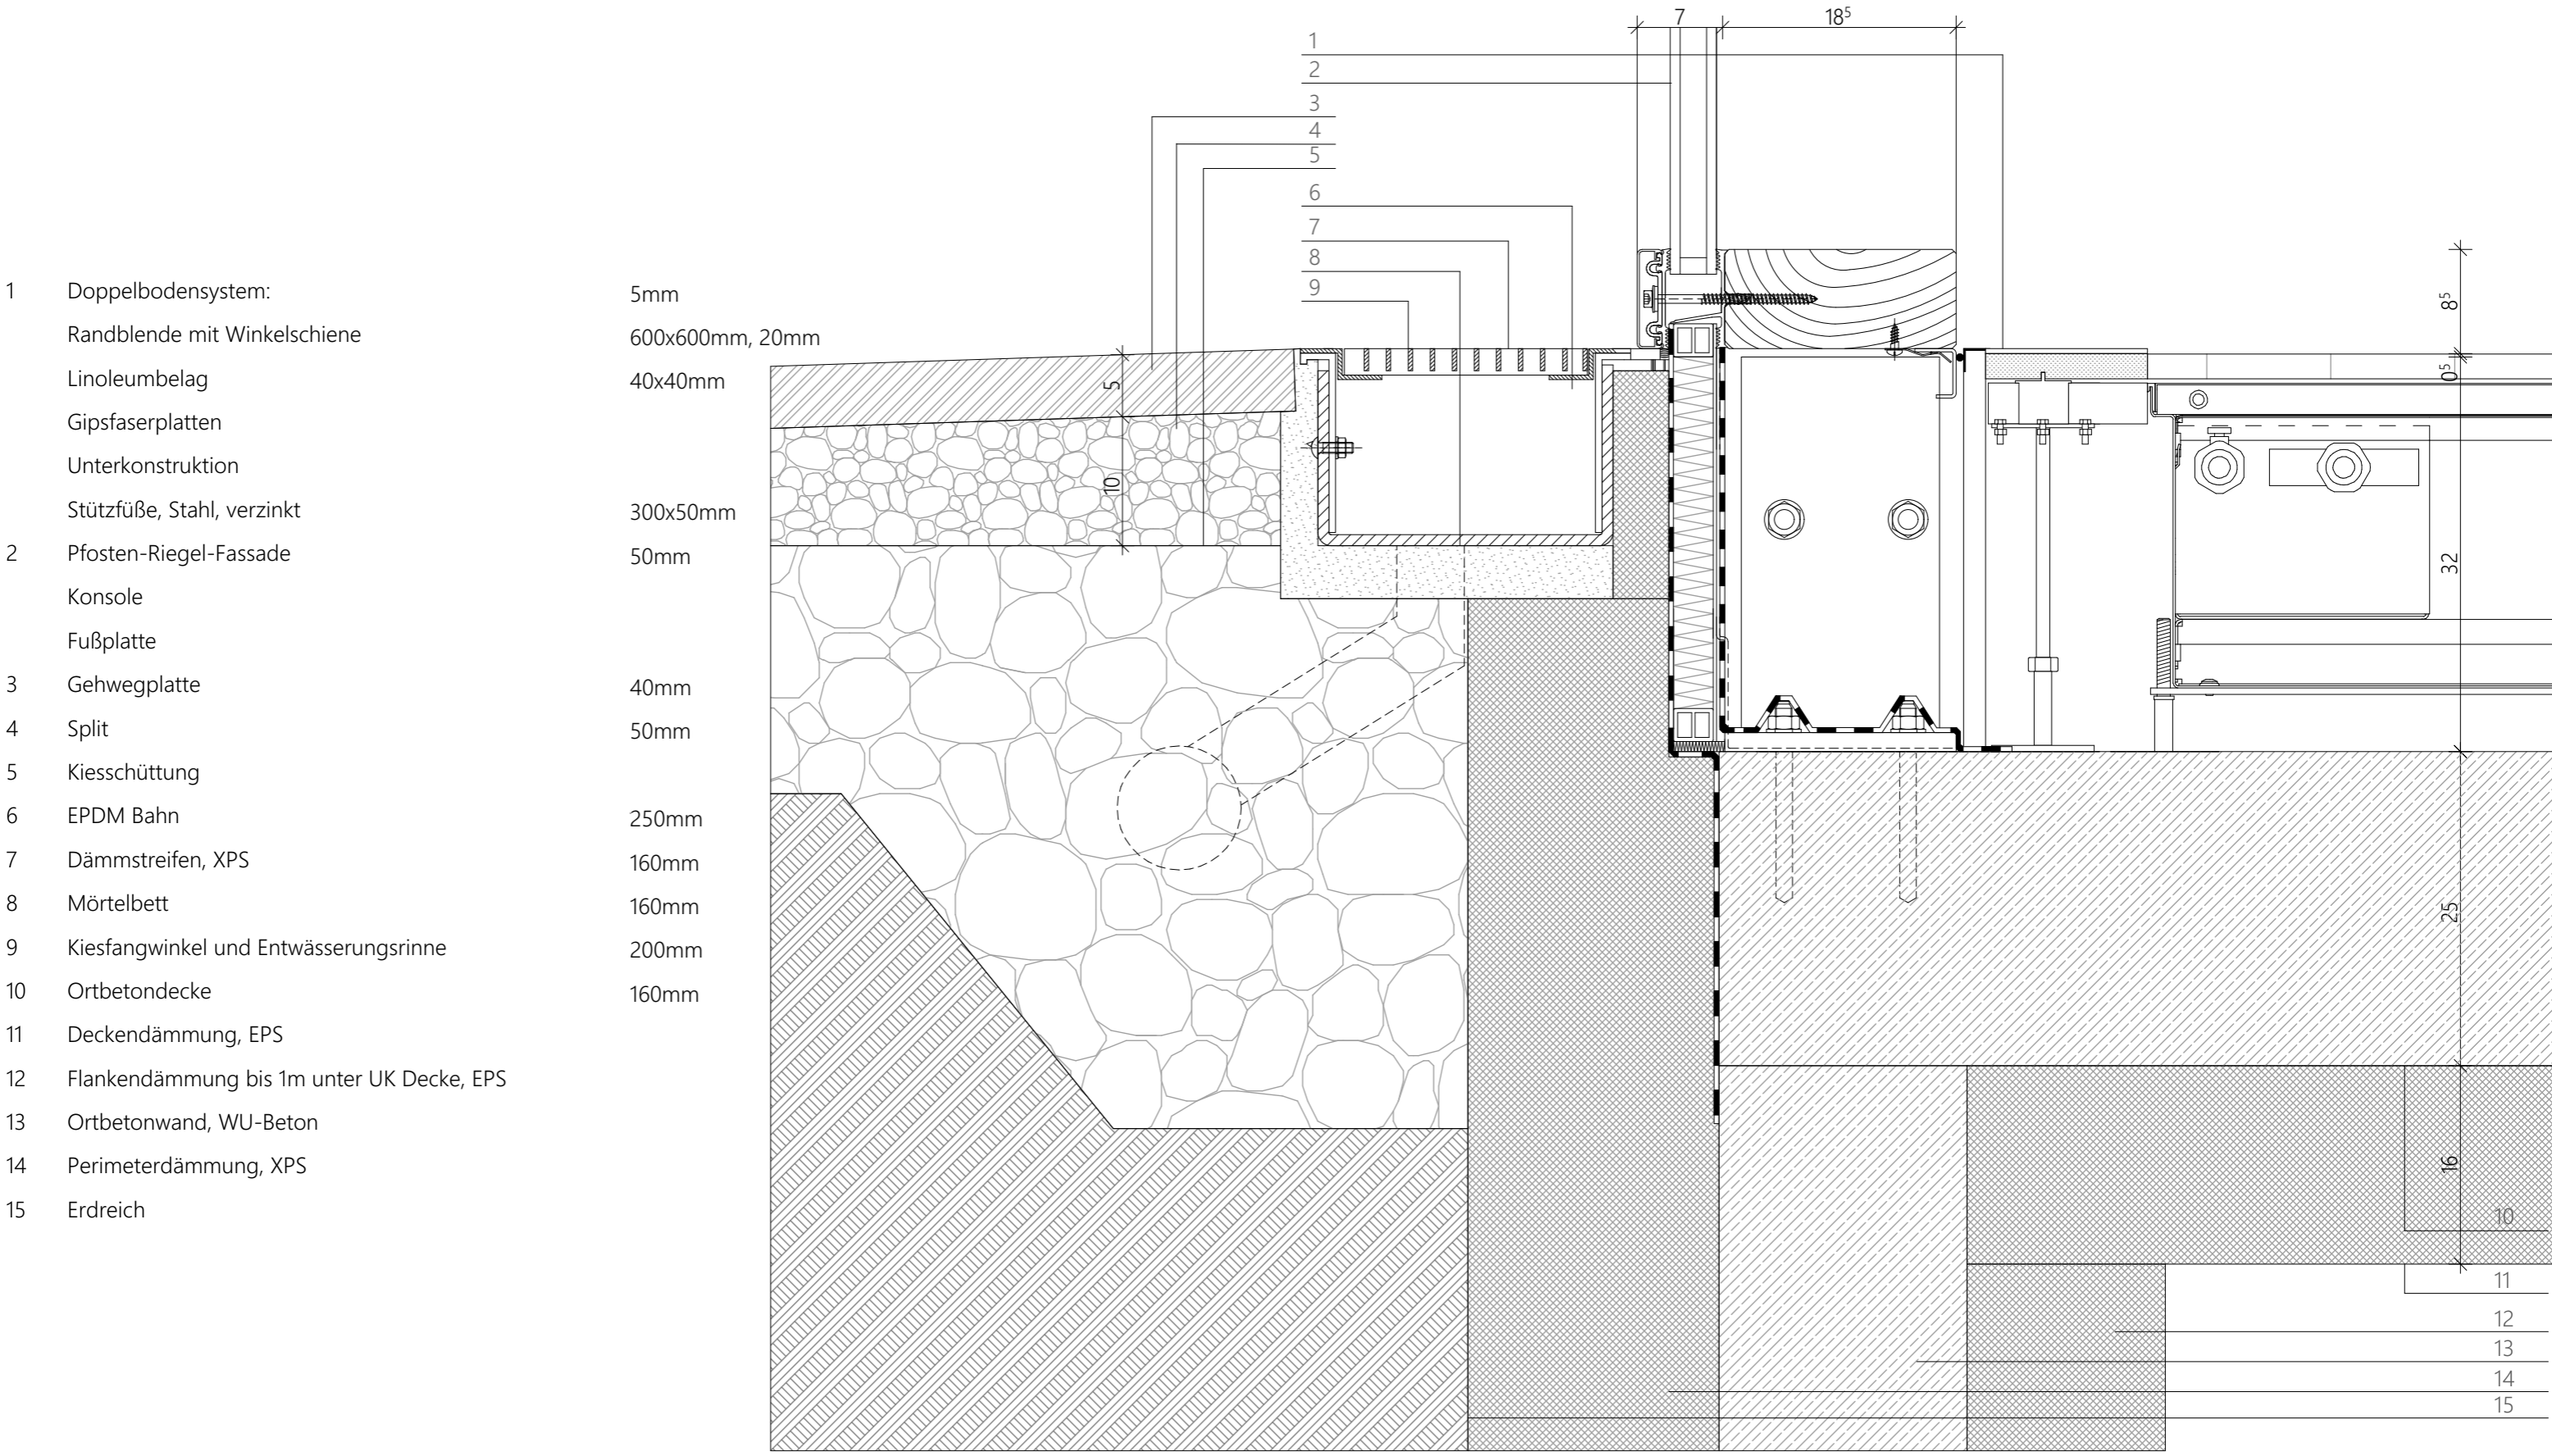 1 Doppelbodensystem: 5mm
Randblende mit Winkelschiene 600x600mm, 20mm
Linoleumbelag 40x40mm
Gipsfaserplatten
Unterkonstruktion
Stützfüße, Stahl, verzinkt 300x50mm
2 Pfosten-Riegel-Fassade 50mm
Konsole
Fußplatte
3 Gehwegplatte 40mm
4 Split 50mm
5 Kiesschüttung
6 EPDM Bahn 250mm
7 Dämmstreifen, XPS 160mm
8 Mörtelbett 160mm
9 Kiesfangwinkel und Entwässerungsrinne 200mm
10 Ortbetondecke 160mm
11 Deckendämmung, EPS
12 Flankendämmung bis 1m unter UK Decke, EPS
13 Ortbetonwand, WU-Beton
14 Perimeterdämmung, XPS
15 Erdreich
7 18⁵
1
2
3
4
5
6
7
8
9
5
10
8⁵
0⁵
32
25
16
10
11
12
13
14
15